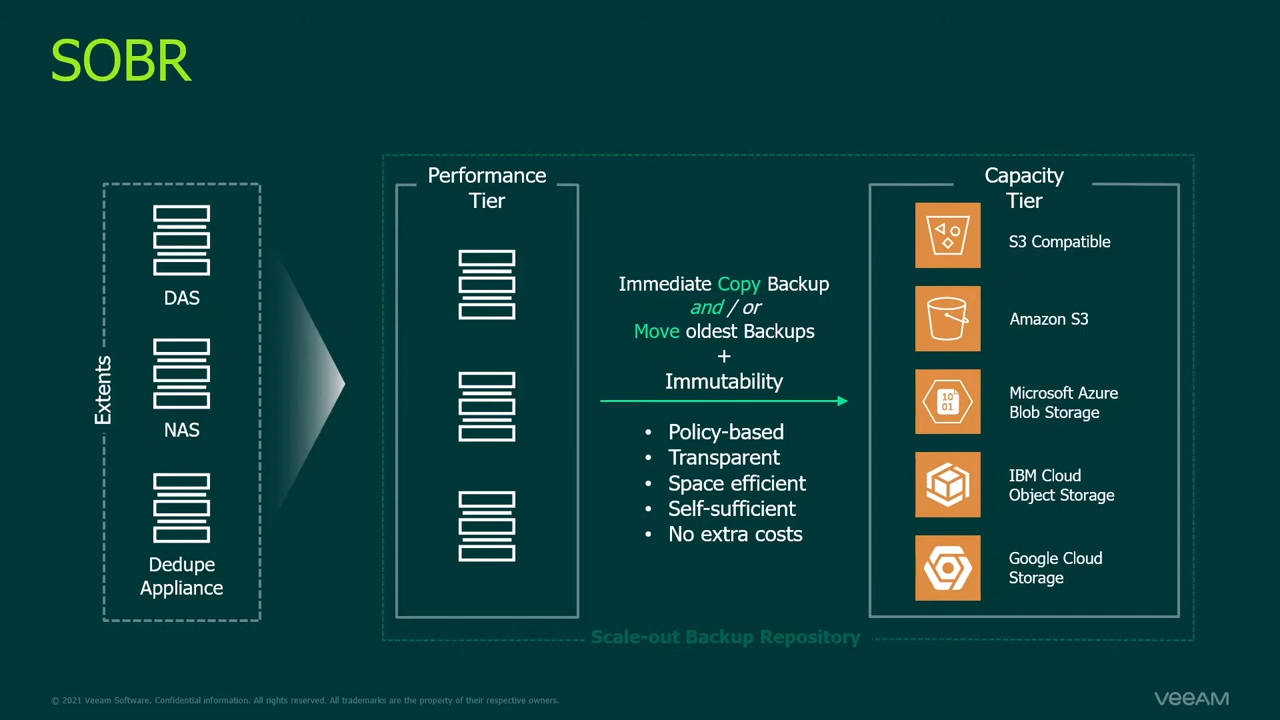 SOBR
Extents
DAS
NAS
Dedupe
Appliance
Performance
Tier
Immediate Copy Backup
and / or
Move oldest Backups
+
Immutability
• Policy-based
• Transparent
• Space efficient
• Self-sufficient
• No extra costs
Capacity
Tier
S3 Compatible
Amazon S3
10
01
Microsoft Azure
Blob Storage
IBM Cloud
Object Storage
Google Cloud
Storage
Scale-out Backup Repository
© 2021 Veeam Software. Confidential information. All rights reserved. All trademarks are the property of their respective owners.
VEEAM